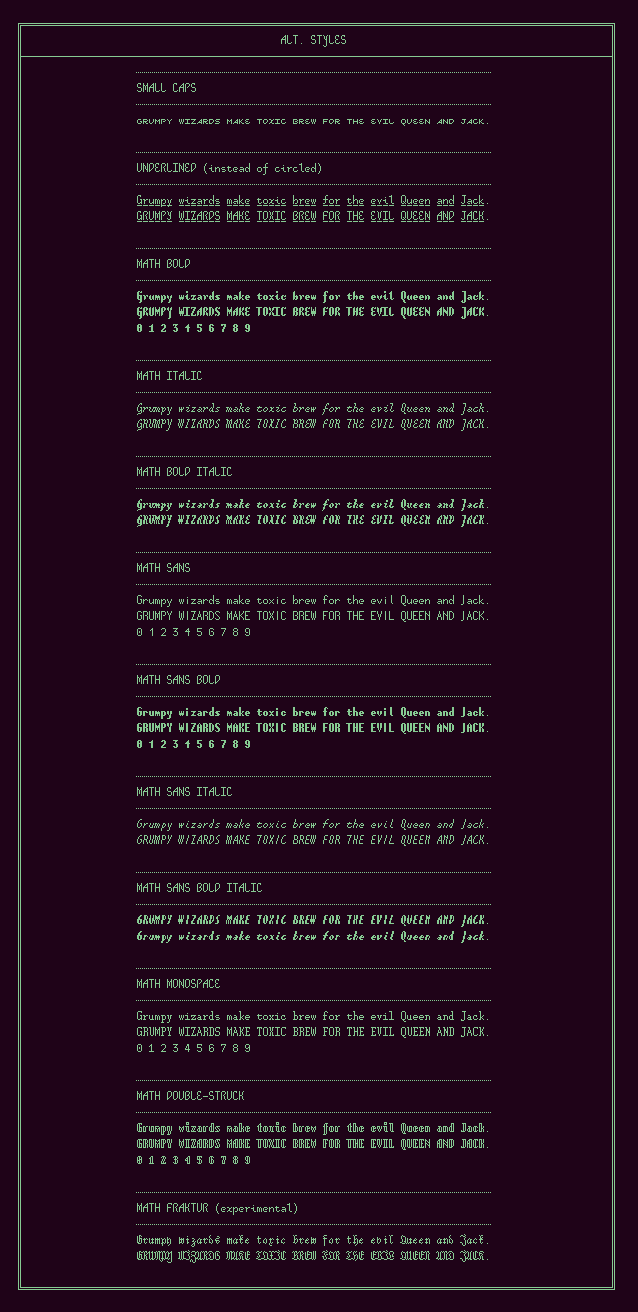 ALT. STYLES
SMALL CAPS
GRUMPY WIZARDS MAKE TOXIC BREW FOR THE EVIL QUEEN AND JACK.
UNDERLINED (instead of circled)
Grumpy wizards make toxic brew for the evil Queen and Jack.
GRUMPY WIZARDS MAKE TOXIC BREW FOR THE EVIL QUEEN AND JACK.
MATH BOLD
Grumpy wizards make toxic brew for the evil Queen and Jack.
GRUMPY WIZARDS MAKE TOXIC BREW FOR THE EVIL QUEEN AND JACK.
0 1 2 3 4 5 6 7 8 9
MATH ITALIC
Grumpy wizards make toxic brew for the evil Queen and Jack.
GRUMPY WIZARDS MAKE TOXIC BREW FOR THE EVIL QUEEN AND JACK.
MATH BOLD ITALIC
Grumpy wizards make toxic brew for the evil Queen and Jack.
GRUMPY WIZARDS MAKE TOXIC BREW FOR THE EVIL QUEEN AND JACK.
MATH SANS
Grumpy wizards make toxic brew for the evil Queen and Jack.
GRUMPY WIZARDS MAKE TOXIC BREW FOR THE EVIL QUEEN AND JACK.
0 1 2 3 4 5 6 7 8 9
MATH SANS BOLD
Grumpy wizards make toxic brew for the evil Queen and Jack.
GRUMPY WIZARDS MAKE TOXIC BREW FOR THE EVIL QUEEN AND JACK.
0 1 2 3 4 5 6 7 8 9
MATH SANS ITALIC
Grumpy wizards make toxic brew for the evil Queen and Jack.
GRUMPY WIZARDS MAKE TOXIC BREW FOR THE EVIL QUEEN AND JACK.
MATH SANS BOLD ITALIC
GRUMPY WIZARDS MAKE TOXIC BREW FOR THE EVIL QUEEN AND JACK.
Grumpy wizards make toxic brew for the evil Queen and Jack.
MATH MONOSPACE
Grumpy wizards make toxic brew for the evil Queen and Jack.
GRUMPY WIZARDS MAKE TOXIC BREW FOR THE EVIL QUEEN AND JACK.
0 1 2 3 4 5 6 7 8 9
MATH DOUBLE-STRUCK
Grumpy wizards make toxic brew for the evil Queen and Jack.
GRUMPY WIZARDS MAKE TOXIC BREW FOR THE EVIL QUEEN AND JACK.
0 1 2 3 4 5 6 7 8 9
MATH FRAKTUR (experimental)
Grumpy wizards make toxic brew for the evil Queen and Jack.
GRUMPY WIZARDS MAKE TOXIC BREW FOR THE EVIL QUEEN AND JACK.